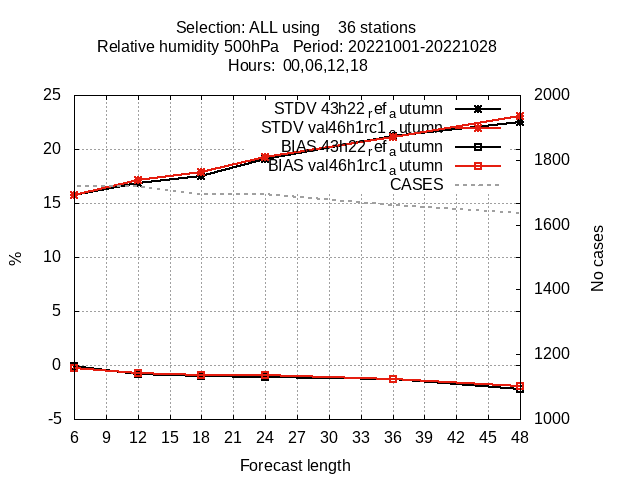 Selection: ALL using    36 stations
Relative humidity 500hPa   Period: 20221001-20221028
Hours:  00,06,12,18
STDV 43h22_ref_autumn
STDV val46h1rc1_autumn
BIAS 43h22_ref_autumn
BIAS val46h1rc1_autumn
CASES
25
20
15
10
5
0
-5
%
2000
1800
1600
1400
1200
1000
No cases
6 9 12 15 18 21 24 27 30 33 36 39 42 45 48
Forecast length